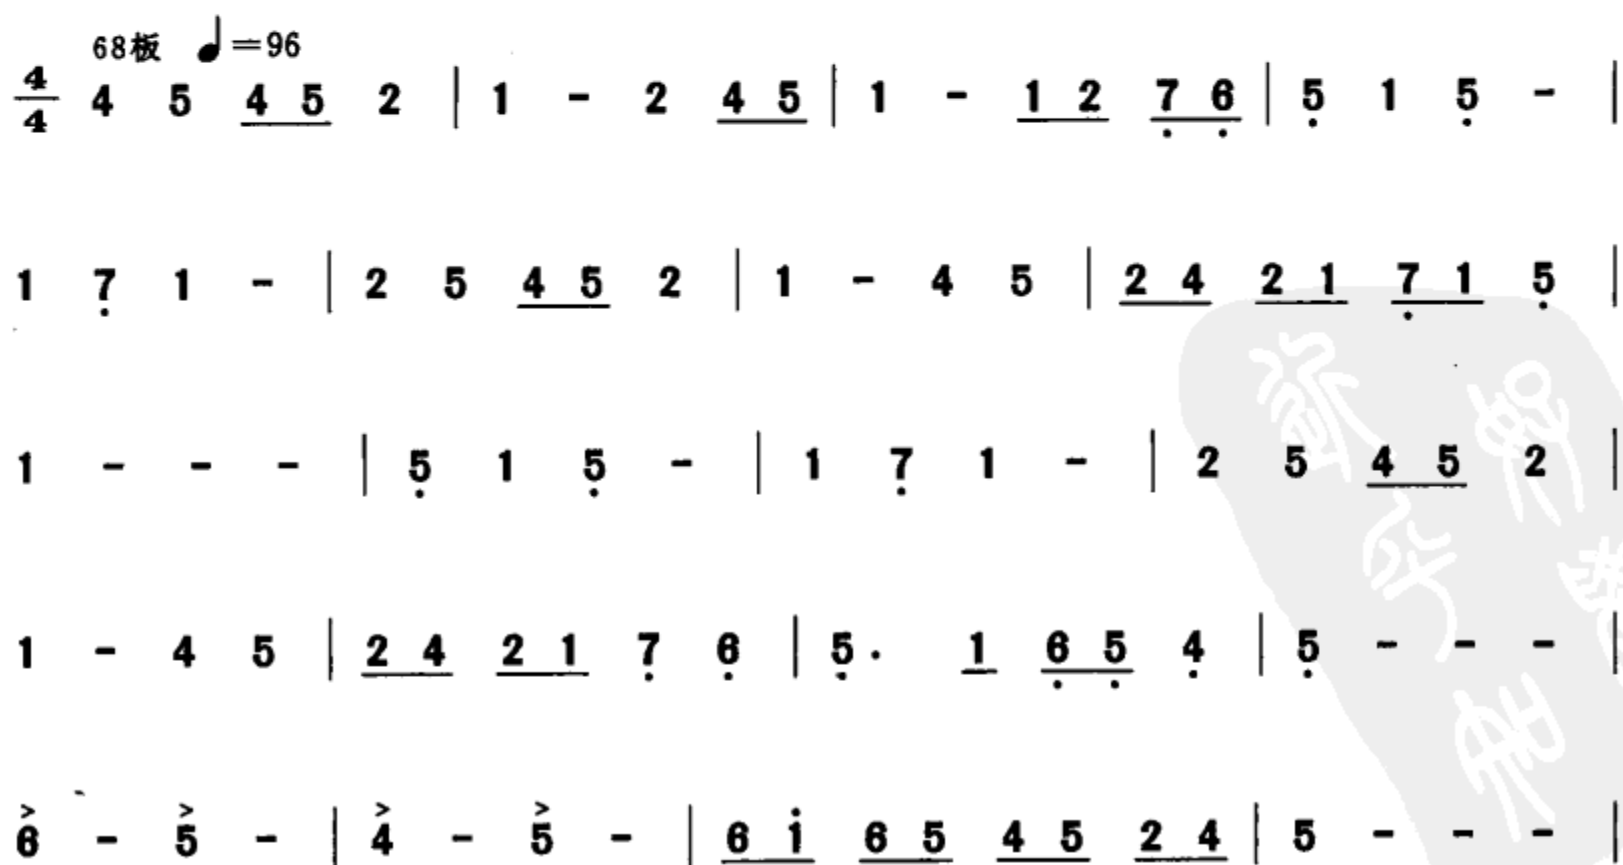 68板 ♩=96
4/4 4 5 4 5 2 | 1 - 2 4 5 | 1 - 1 2 7̣ 6̣ | 5̣ 1 5̣ - |
1 7̣ 1 - | 2 5 4 5 2 | 1 - 4 5 | 2 4 2 1 7̣ 1 5̣ |
1 - - - | 5̣ 1 5̣ - | 1 7̣ 1 - | 2 5 4 5 2 |
1 - 4 5 | 2 4 2 1 7̣ 6̣ | 5̣. 1 6̣ 5̣ 4̣ | 5̣ - - - |
6 - 5 - | 4 - 5 - | 6 1̇ 6 5 4 5 2 4 | 5 - - - |